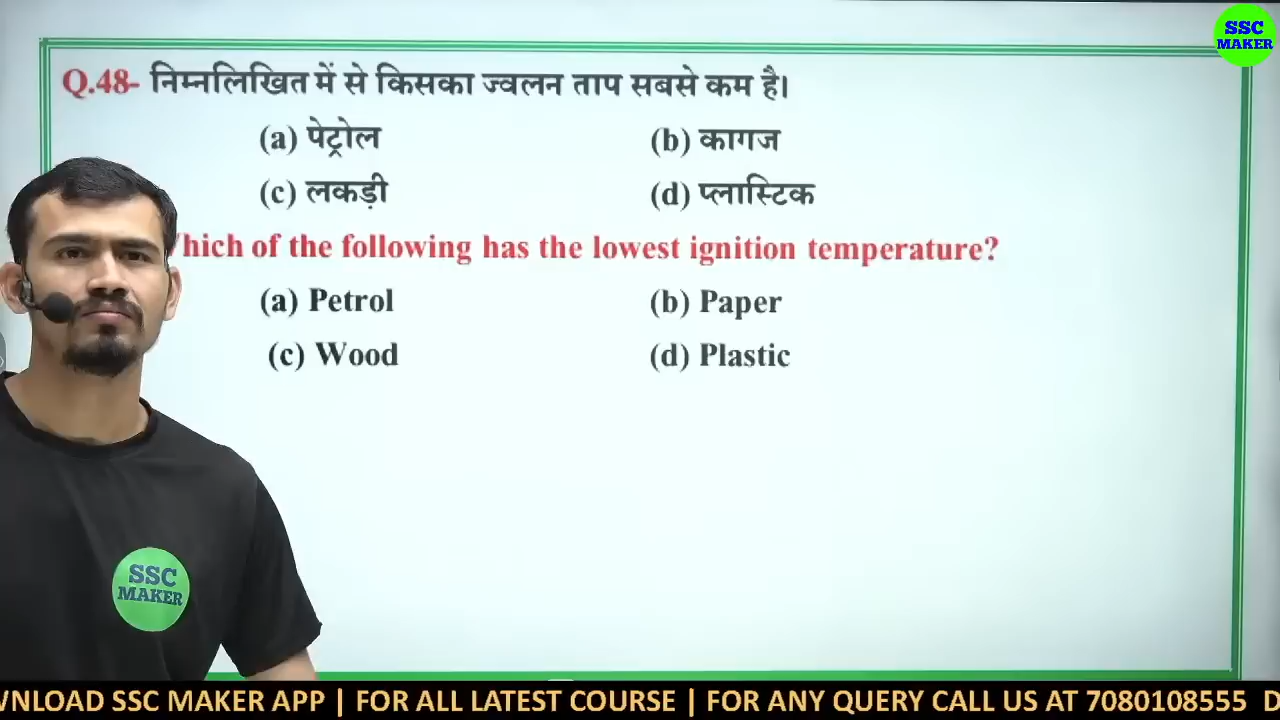 SSC
MAKER
Q.48- निम्नलिखित में से किसका ज्वलन ताप सबसे कम है।
(a) पेट्रोल (b) कागज
(c) लकड़ी (d) प्लास्टिक
hich of the following has the lowest ignition temperature?
(a) Petrol (b) Paper
(c) Wood (d) Plastic
SSC
MAKER
WNLOAD SSC MAKER APP | FOR ALL LATEST COURSE | FOR ANY QUERY CALL US AT 7080108555 D